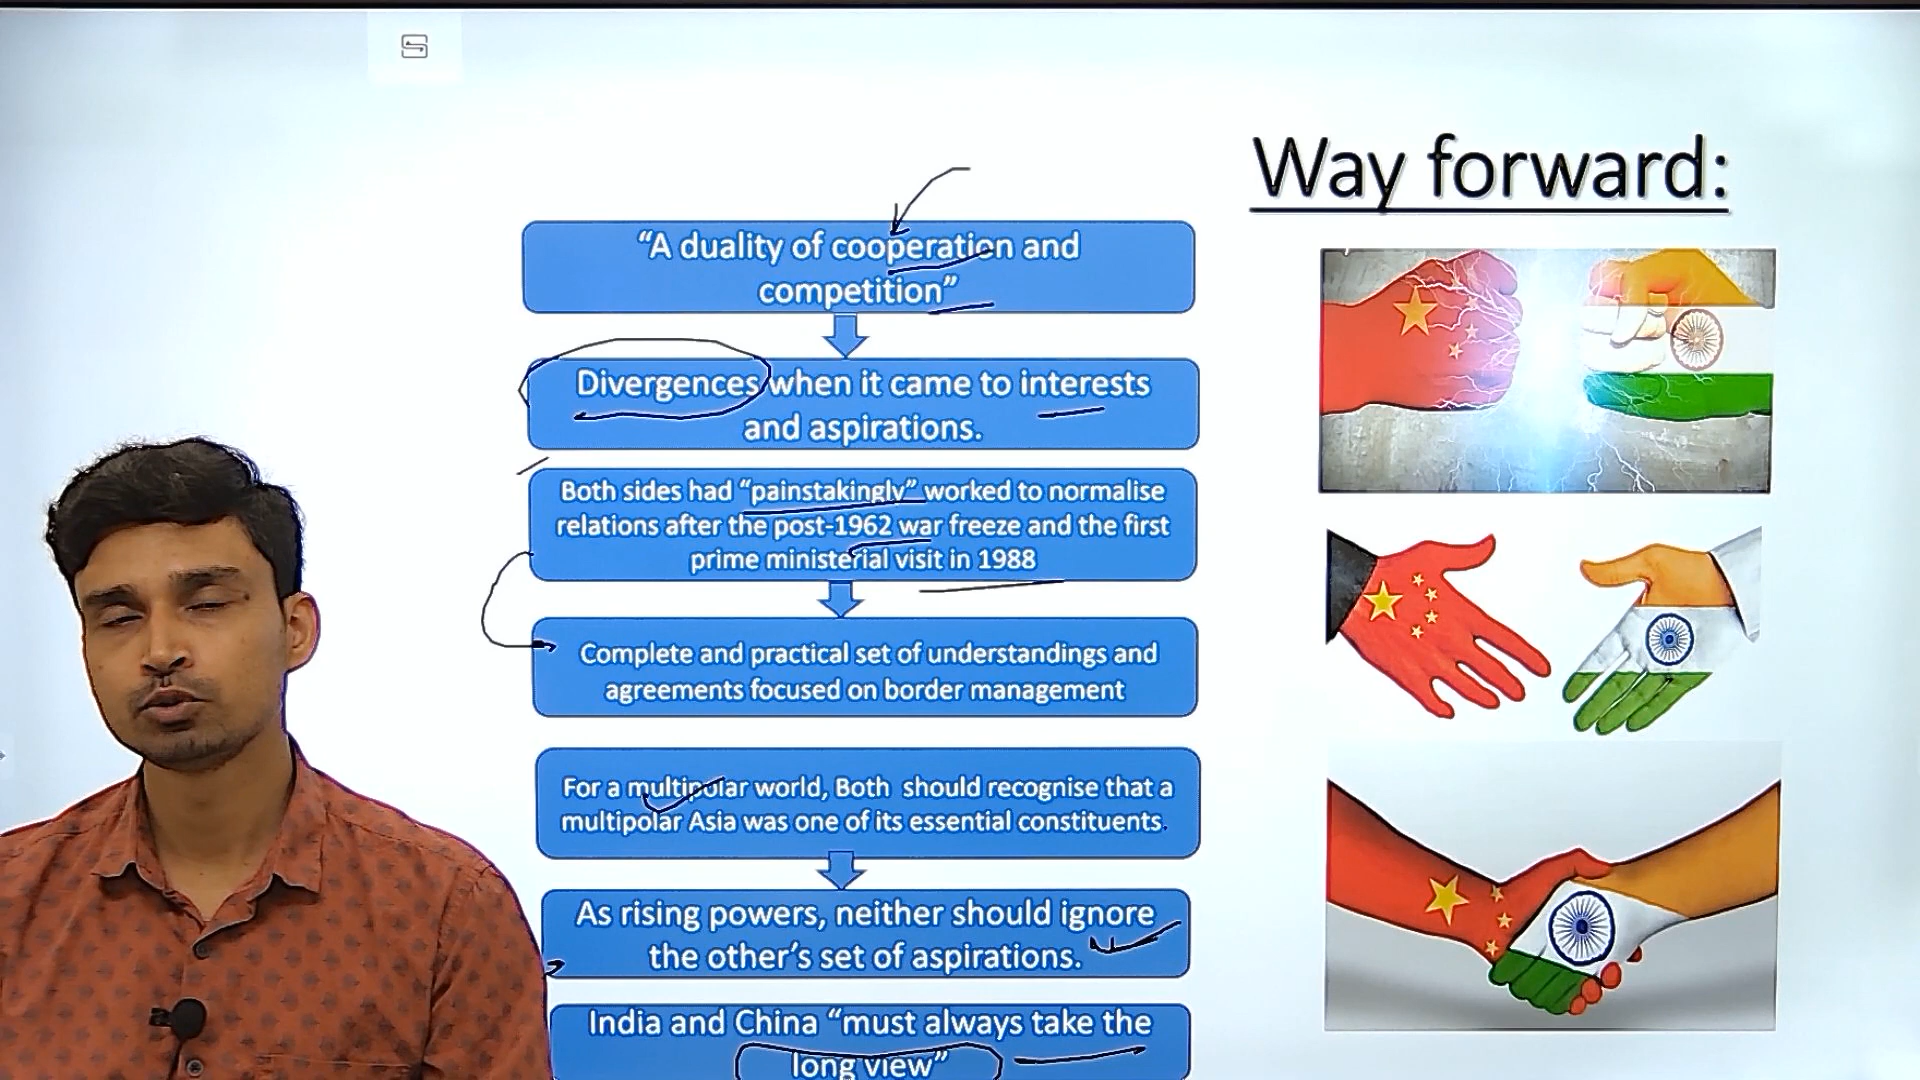 Way forward:
“A duality of cooperation and
competition”
Divergences when it came to interests
and aspirations.
Both sides had “painstakingly” worked to normalise
relations after the post-1962 war freeze and the first
prime ministerial visit in 1988
Complete and practical set of understandings and
agreements focused on border management
For a multipolar world, Both should recognise that a
multipolar Asia was one of its essential constituents.
As rising powers, neither should ignore
the other’s set of aspirations.
India and China “must always take the
long view”